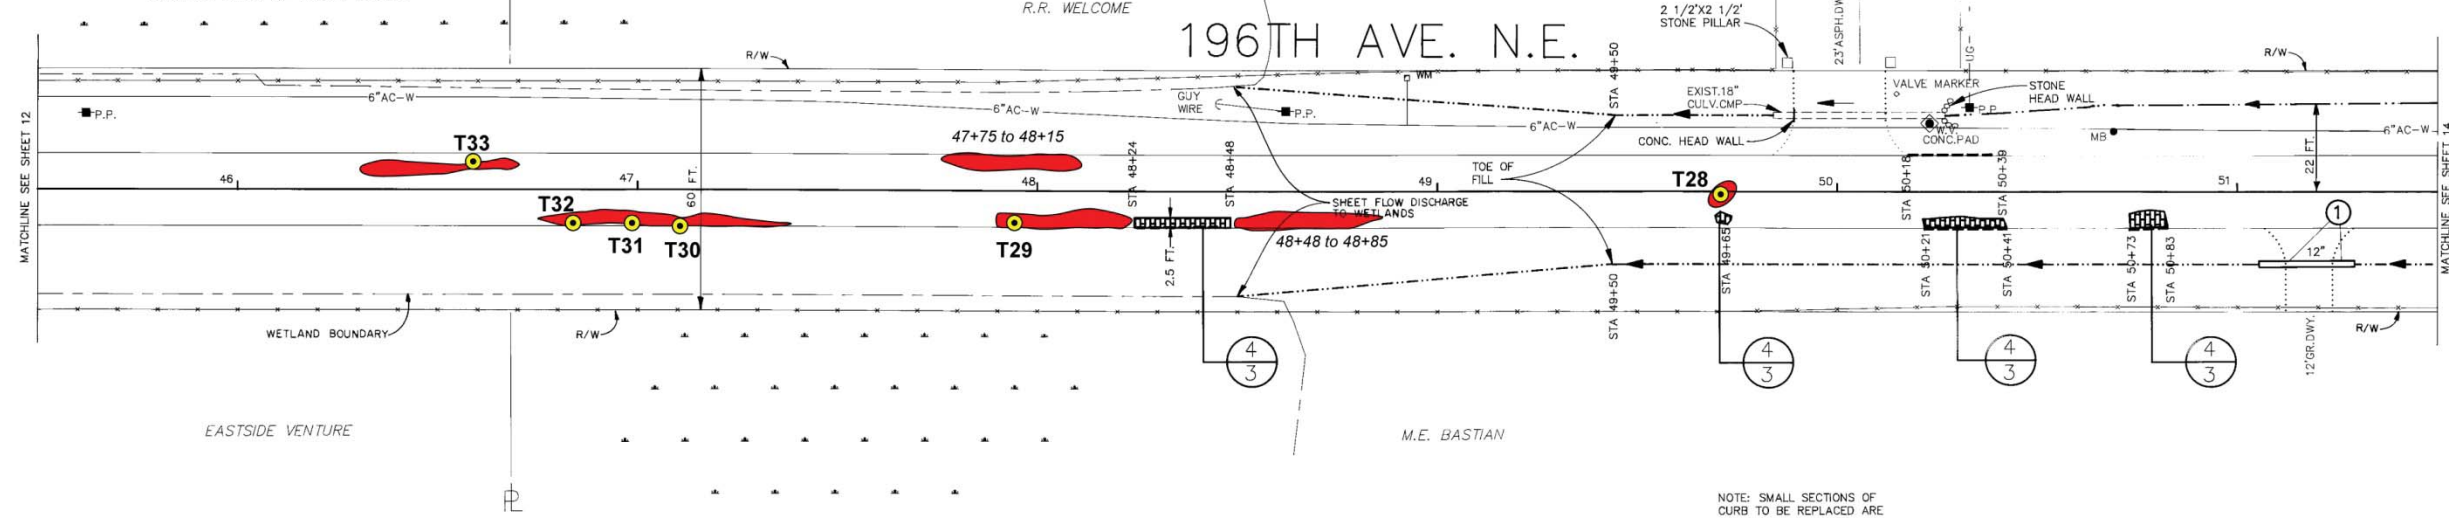 R.R. WELCOME
196TH AVE. N.E.
2 1/2'X2 1/2'
STONE PILLAR
23'ASPH.DW
UG
R/W
R/W
WM
STA 49+50
6"AC-W
6"AC-W
6"AC-W
6"AC-W
GUY
WIRE
P.P.
P.P.
P.P.
EXIST.18"
CULV.CMP
CONC. HEAD WALL
VALVE MARKER
STONE
HEAD WALL
W.V.
CONC.PAD
MB
22 FT.
MATCHLINE SEE SHEET 12
MATCHLINE SEE SHEET 14
T33
47+75 to 48+15
STA 48+24
STA 48+48
TOE OF
FILL
STA 50+18
STA 50+39
46
47
48
49
50
51
60 FT.
T28
T32
T31
T30
T29
SHEET FLOW DISCHARGE
TO WETLANDS
48+48 to 48+85
2.5 FT.
STA 49+50
STA 49+65
STA 50+21
STA 50+41
STA 50+73
STA 50+83
1
12"
WETLAND BOUNDARY
R/W
R/W
12'GR.DWY.
4
3
4
3
4
3
4
3
EASTSIDE VENTURE
M.E. BASTIAN
PL
NOTE: SMALL SECTIONS OF
CURB TO BE REPLACED ARE